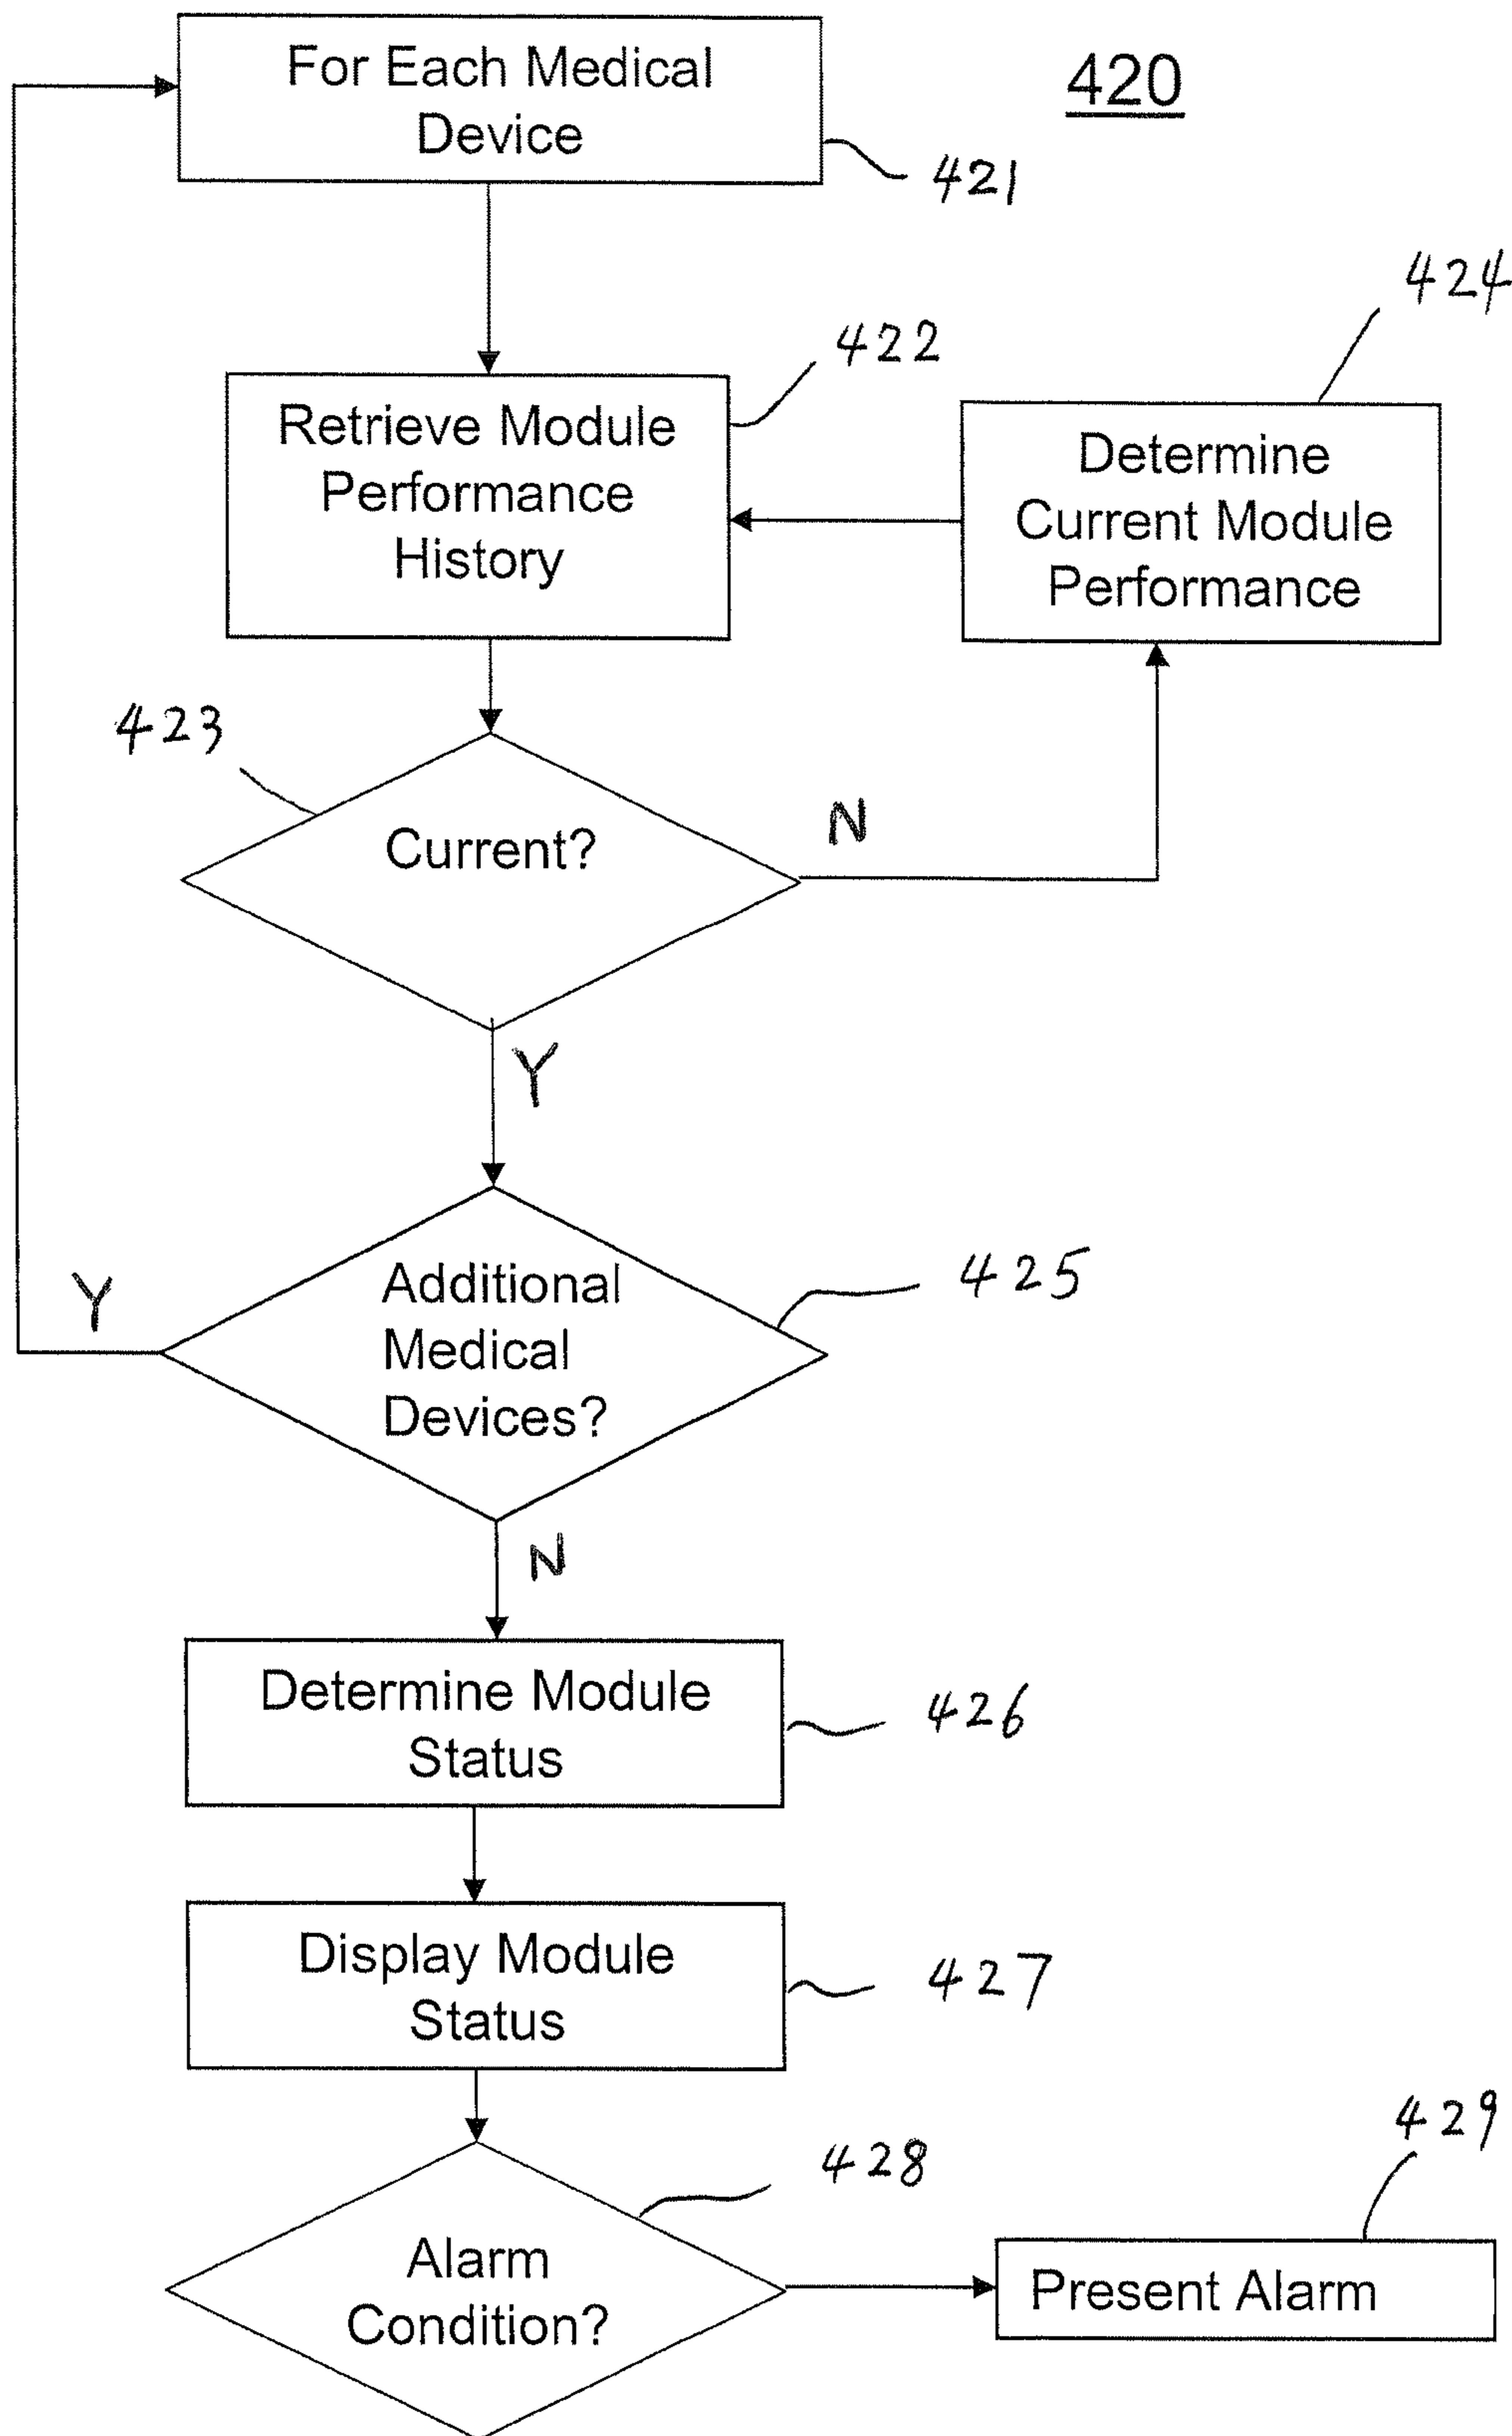 For Each Medical
Device
420
421
Retrieve Module
Performance
History
422
424
Determine
Current Module
Performance
423
Current?
N
Y
Additional
Medical
Devices?
425
Y
N
Determine Module
Status
426
Display Module
Status
427
Alarm
Condition?
428
429
Present Alarm